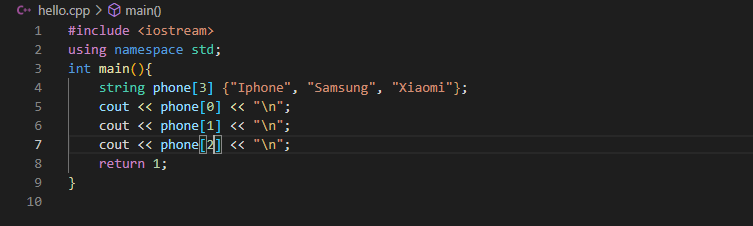 hello.cpp > main()
1 #include <iostream>
2 using namespace std;
3 int main(){
4 string phone[3] {"Iphone", "Samsung", "Xiaomi"};
5 cout << phone[0] << "\n";
6 cout << phone[1] << "\n";
7 cout << phone[2] << "\n";
8 return 1;
9 }
10